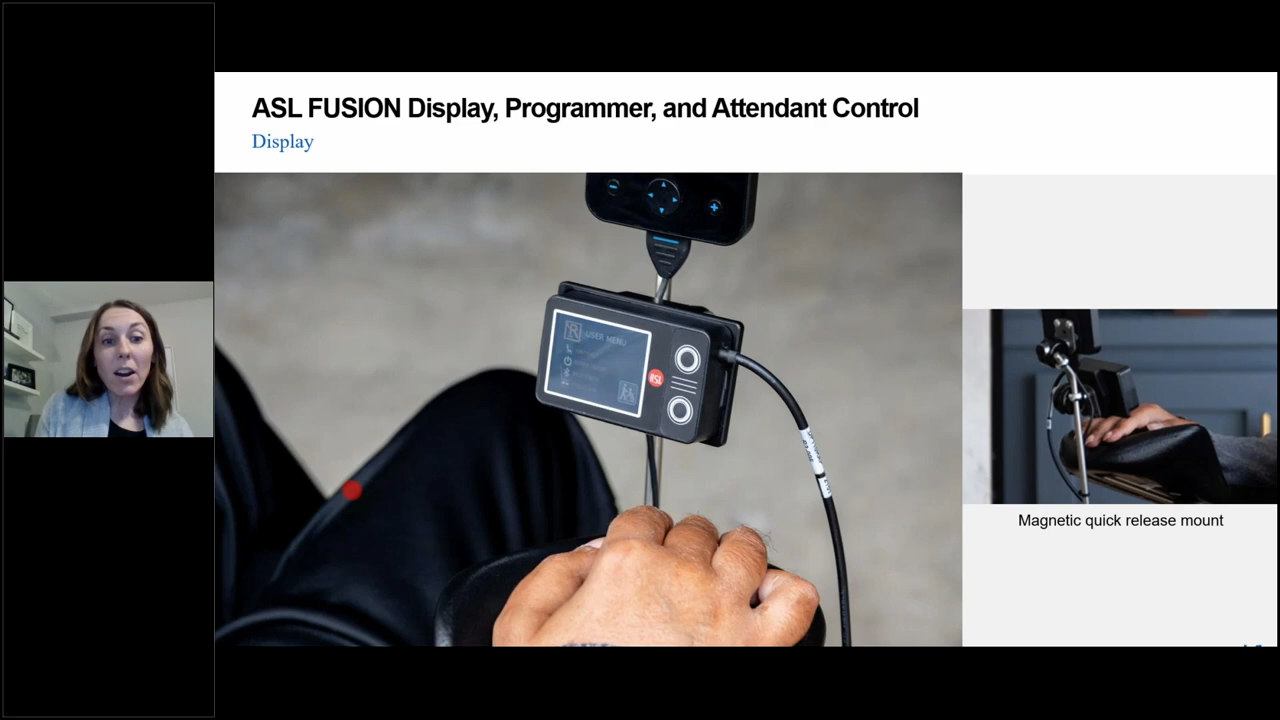 ASL FUSION Display, Programmer, and Attendant Control
Display
USER MENU
ASL
Magnetic quick release mount